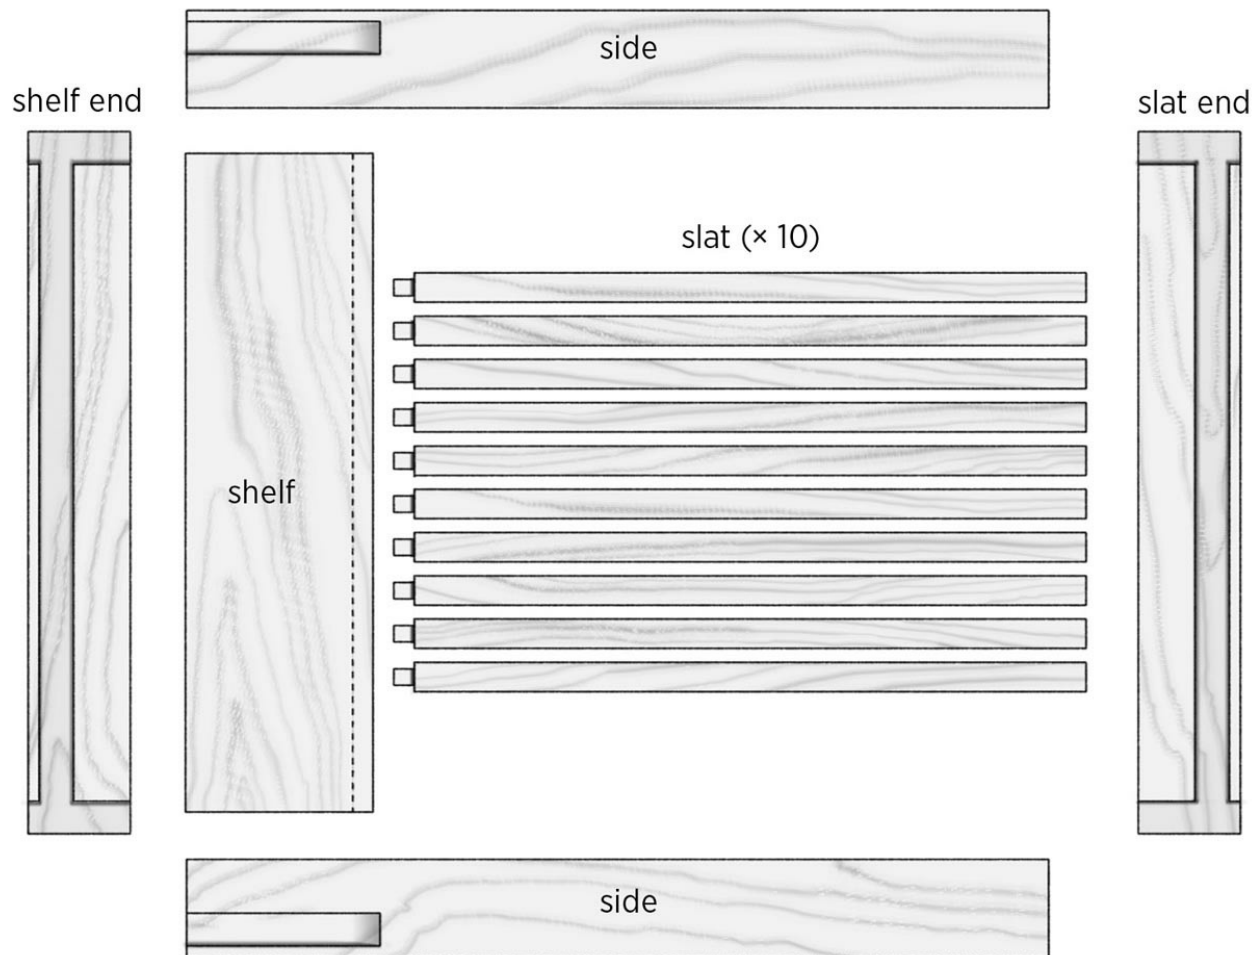 side
shelf end
slat end
slat (× 10)
shelf
side